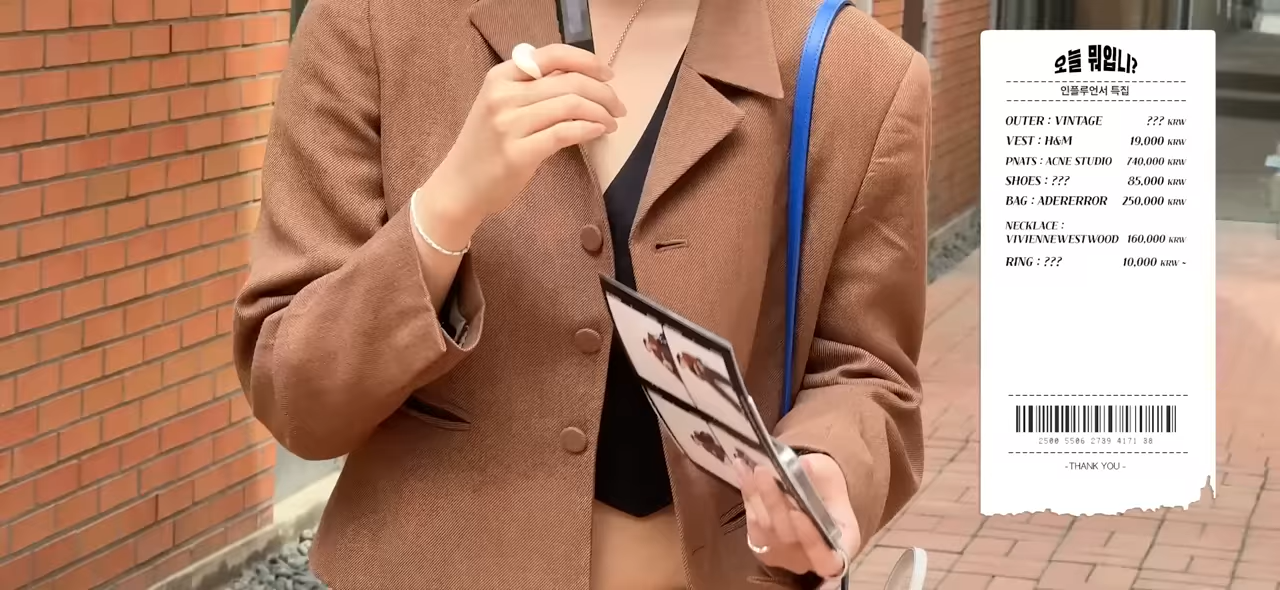 오늘 뭐입니?
인플루언서 특집
OUTER : VINTAGE ??? KRW
VEST : H&M 19,000 KRW
PNATS : ACNE STUDIO 740,000 KRW
SHOES : ??? 85,000 KRW
BAG : ADERERROR 250,000 KRW
NECKLACE :
VIVIENNEWESTWOOD 160,000 KRW
RING : ??? 10,000 KRW ~
2500 5506 2739 4171 38
- THANK YOU -